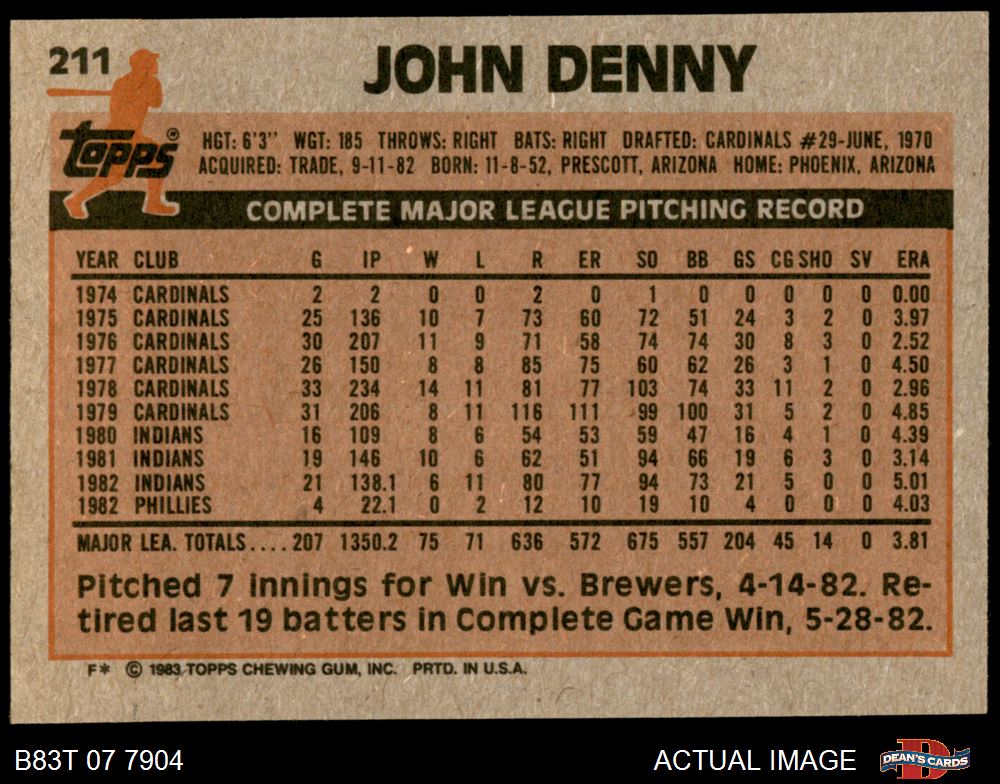 211
JOHN DENNY
topps®
HGT: 6'3" WGT: 185 THROWS: RIGHT BATS: RIGHT DRAFTED: CARDINALS #29-JUNE, 1970
ACQUIRED: TRADE, 9-11-82 BORN: 11-8-52, PRESCOTT, ARIZONA HOME: PHOENIX, ARIZONA
COMPLETE MAJOR LEAGUE PITCHING RECORD
YEAR CLUB G IP W L R ER SO BB GS CG SHO SV ERA
1974 CARDINALS 2 2 0 0 2 0 1 0 0 0 0 0 0.00
1975 CARDINALS 25 136 10 7 73 60 72 51 24 3 2 0 3.97
1976 CARDINALS 30 207 11 9 71 58 74 74 30 8 3 0 2.52
1977 CARDINALS 26 150 8 8 85 75 60 62 26 3 1 0 4.50
1978 CARDINALS 33 234 14 11 81 77 103 74 33 11 2 0 2.96
1979 CARDINALS 31 206 8 11 116 111 99 100 31 5 2 0 4.85
1980 INDIANS 16 109 8 6 54 53 59 47 16 4 1 0 4.39
1981 INDIANS 19 146 10 6 62 51 94 66 19 6 3 0 3.14
1982 INDIANS 21 138.1 6 11 80 77 94 73 21 5 0 0 5.01
1982 PHILLIES 4 22.1 0 2 12 10 19 10 4 0 0 0 4.03
MAJOR LEA. TOTALS.... 207 1350.2 75 71 636 572 675 557 204 45 14 0 3.81
Pitched 7 innings for Win vs. Brewers, 4-14-82. Re-
tired last 19 batters in Complete Game Win, 5-28-82.
F* © 1983 TOPPS CHEWING GUM, INC. PRTD. IN U.S.A.
B83T 07 7904
ACTUAL IMAGE
DEAN'S CARDS